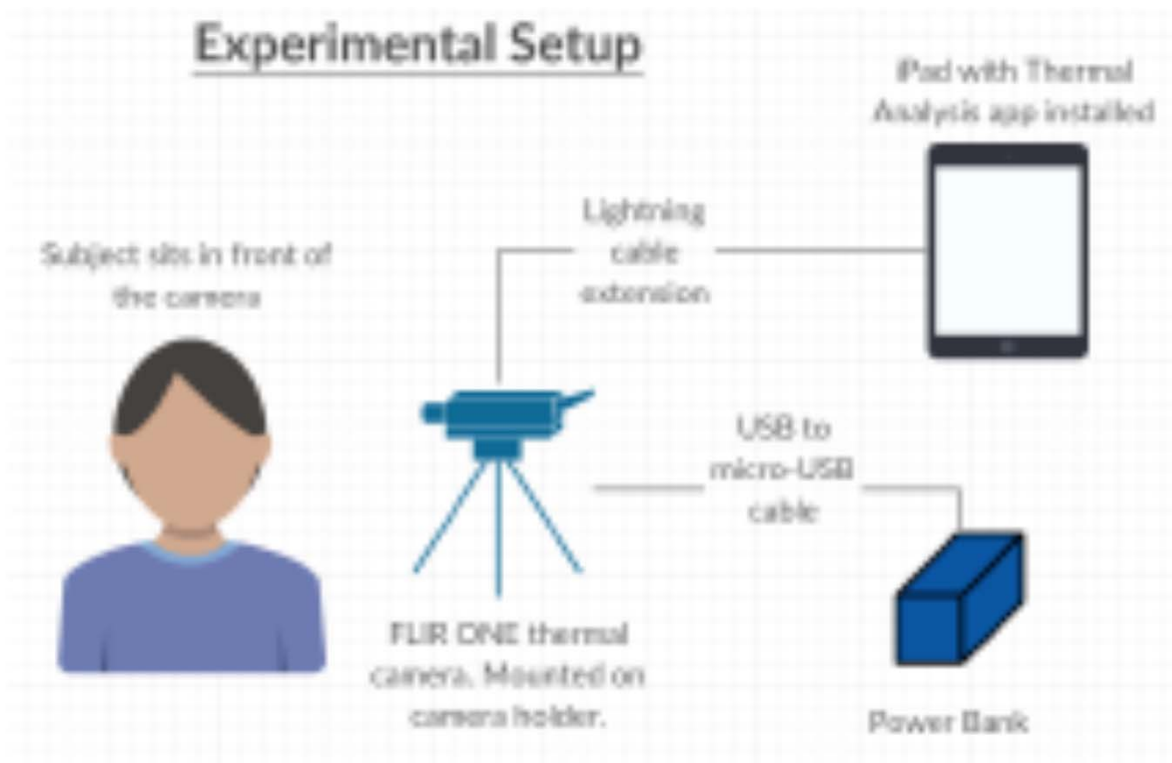 Experimental Setup
iPad with Thermal
Analysis app installed
Lightning
cable
extension
Subject sits in front of
the camera
USB to
micro-USB
cable
FLIR ONE thermal
camera. Mounted on
camera holder.
Power Bank